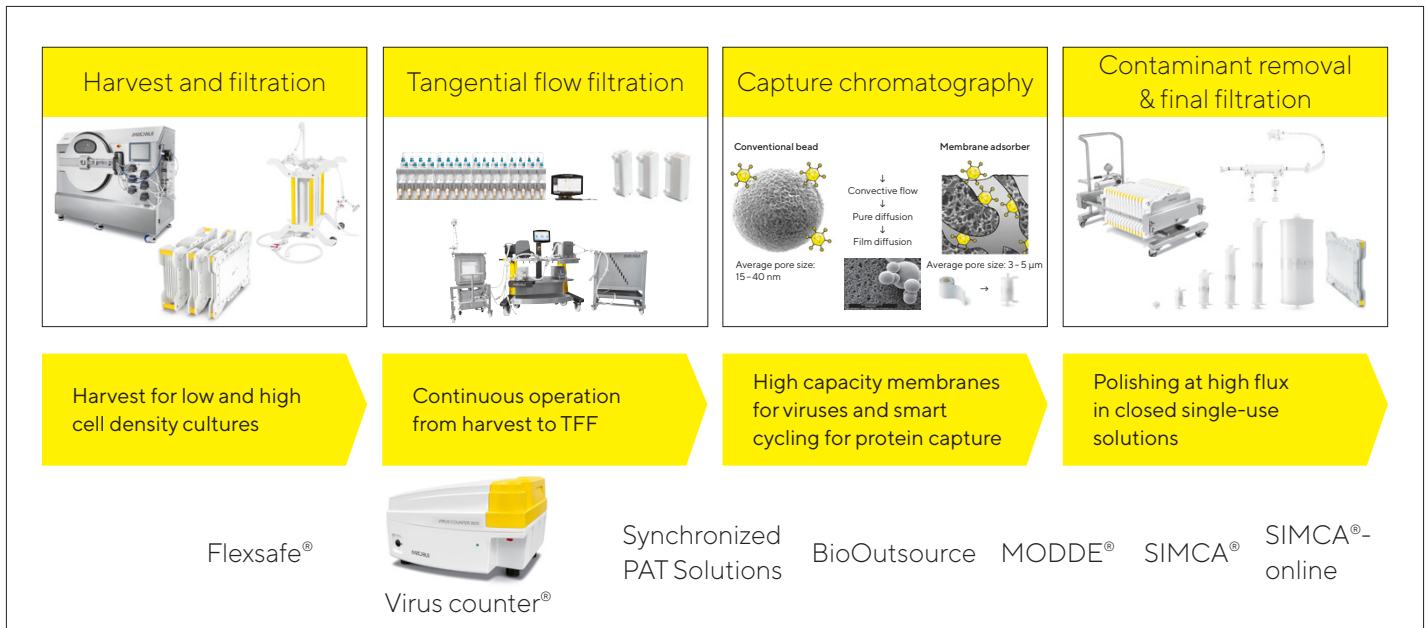 Harvest and filtration
Tangential flow filtration
Capture chromatography
Contaminant removal
& final filtration
Conventional bead
Average pore size:
15–40 nm
↓
Convective flow
↓
Pure diffusion
↓
Film diffusion
Membrane adsorber
Average pore size: 3–5 µm
→
Harvest for low and high
cell density cultures
Continuous operation
from harvest to TFF
High capacity membranes
for viruses and smart
cycling for protein capture
Polishing at high flux
in closed single-use
solutions
Flexsafe®
VIRUS COUNTER
Virus counter®
Synchronized
PAT Solutions
BioOutsource
MODDE®
SIMCA®
SIMCA®-
online